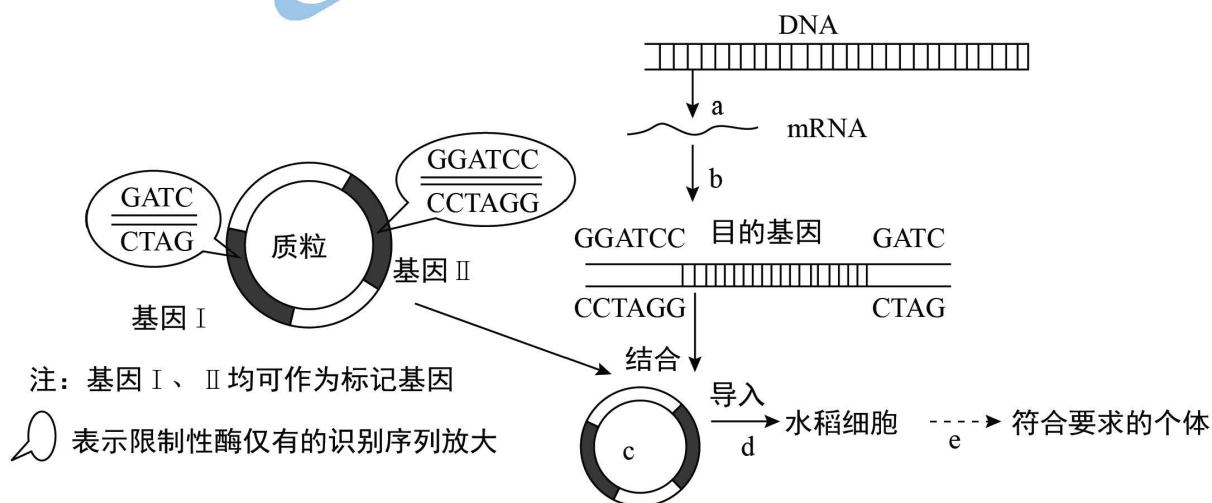 DNA
a
mRNA
b
GATC
CTAG
GGATCC
CCTAGG
质粒
基因Ⅰ
基因Ⅱ
GGATCC 目的基因 GATC
CCTAGG CTAG
结合
注：基因Ⅰ、Ⅱ均可作为标记基因
表示限制性酶仅有的识别序列放大
c
导入
d
水稻细胞
e
符合要求的个体